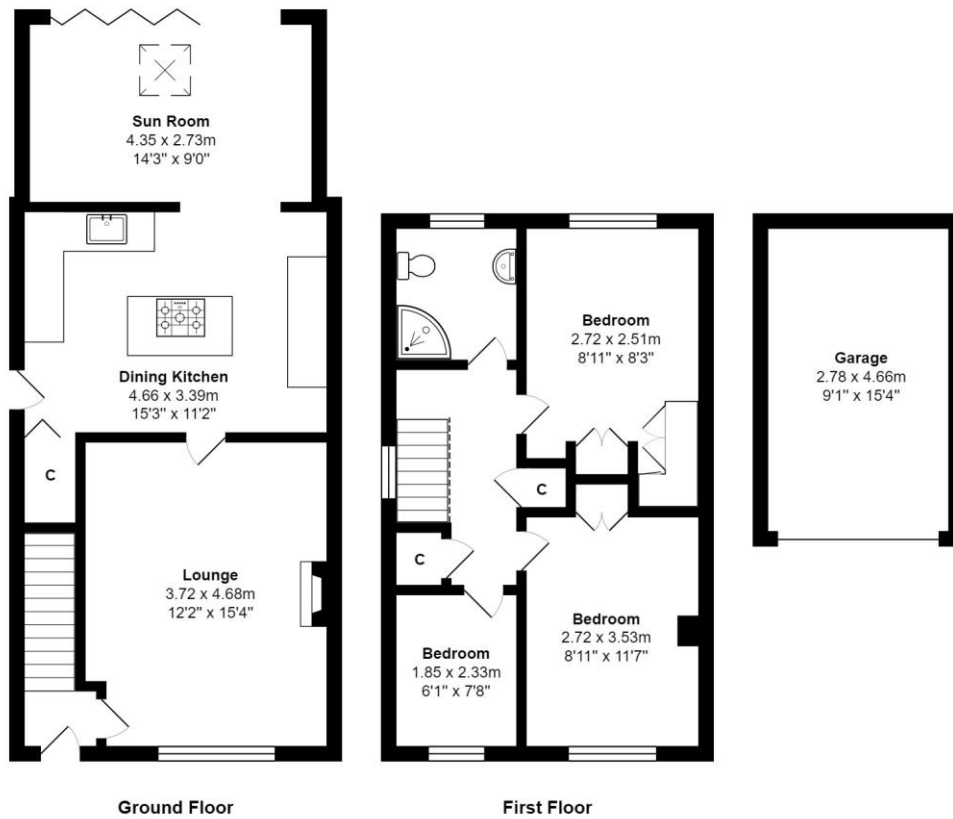 Sun Room
4.35 x 2.73m
14'3" x 9'0"
Dining Kitchen
4.66 x 3.39m
15'3" x 11'2"
C
Lounge
3.72 x 4.68m
12'2" x 15'4"
Ground Floor
Bedroom
2.72 x 2.51m
8'11" x 8'3"
C
C
Bedroom
2.72 x 3.53m
8'11" x 11'7"
Bedroom
1.85 x 2.33m
6'1" x 7'8"
First Floor
Garage
2.78 x 4.66m
9'1" x 15'4"